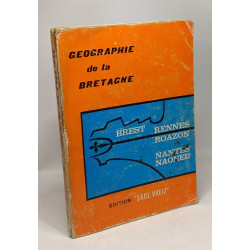 GEOGRAPHIE
de la
BRETAGNE
BREST RENNES
ROAZON
NANTES
NAONED
EDITION "SKOL VREIZ"